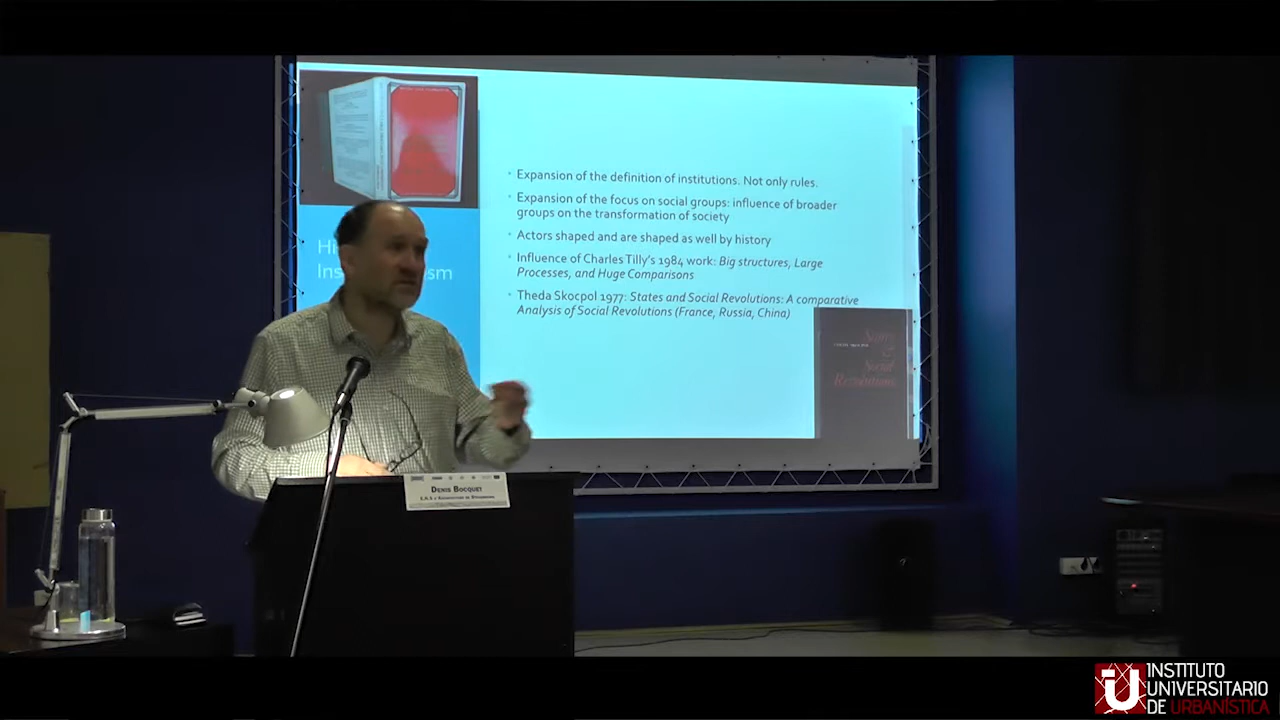 Expansion of the definition of institutions. Not only rules.
Expansion of the focus on social groups: influence of broader
groups on the transformation of society
Actors shaped and are shaped as well by history
Influence of Charles Tilly's 1984 work: Big structures, Large
Processes, and Huge Comparisons
Theda Skocpol 1977: States and Social Revolutions: A comparative
Analysis of Social Revolutions (France, Russia, China)
Social
Revolutions
DENIS BOCQUET
INSTITUTO
UNIVERSITARIO
DE URBANÍSTICA